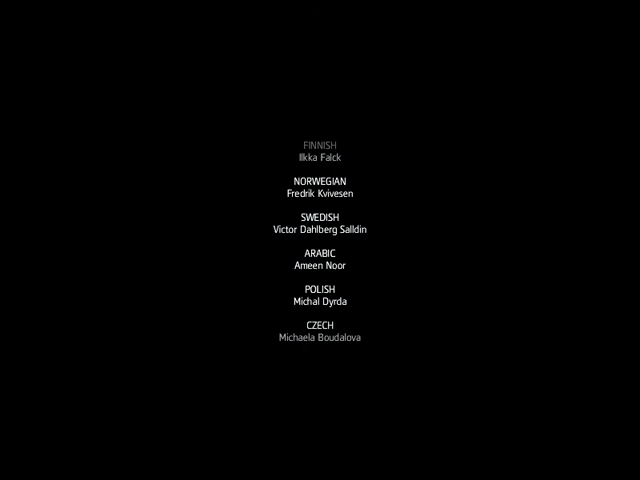 FINNISH
Ilkka Falck
NORWEGIAN
Fredrik Kvivesen
SWEDISH
Victor Dahlberg Salldin
ARABIC
Ameen Noor
POLISH
Michal Dyrda
CZECH
Michaela Boudalova